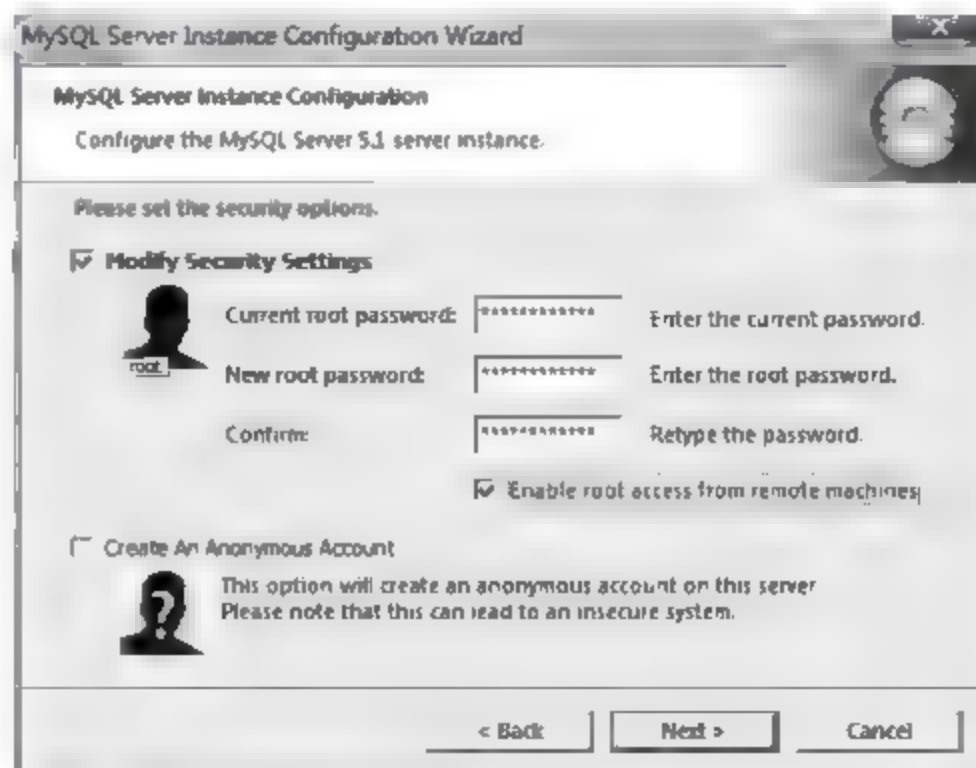 MySQL Server Instance Configuration Wizard
X
MySQL Server Instance Configuration
Configure the MySQL Server 5.1 server instance.
Please set the security options.
Modify Security Settings
root
Current root password: ************ Enter the current password.
New root password: ************ Enter the root password.
Confirm: ************ Retype the password.
Enable root access from remote machines
Create An Anonymous Account
?
This option will create an anonymous account on this server
Please note that this can lead to an insecure system.
< Back Next > Cancel